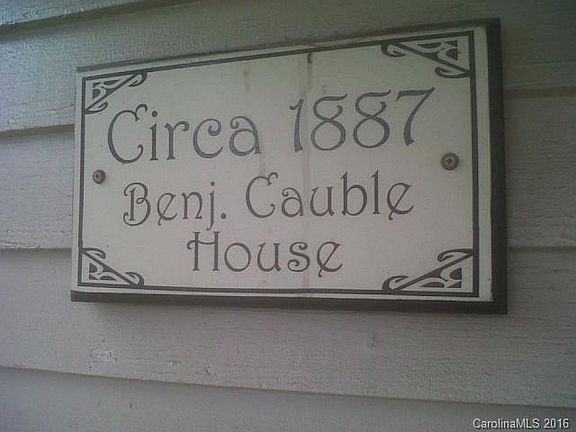 Circa 1887
Benj. Cauble
House
CarolinaMLS 2016